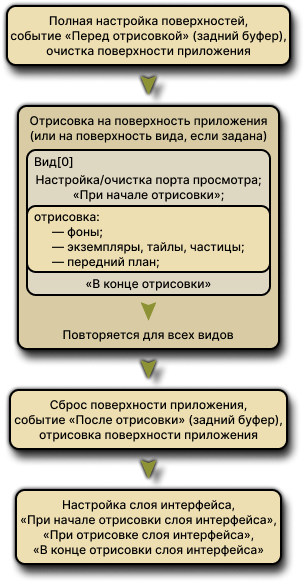 Полная настройка поверхностей,
событие «Перед отрисовкой» (задний буфер),
очистка поверхности приложения
Отрисовка на поверхность приложения
(или на поверхность вида, если задана)
Вид[0]
Настройка/очистка порта просмотра;
«При начале отрисовки»;
отрисовка:
— фоны;
— экземпляры, тайлы, частицы;
— передний план;
«В конце отрисовки»
Повторяется для всех видов
Сброс поверхности приложения,
событие «После отрисовки» (задний буфер),
отрисовка поверхности приложения
Настройка слоя интерфейса,
«При начале отрисовки слоя интерфейса»,
«При отрисовке слоя интерфейса»,
«В конце отрисовки слоя интерфейса»